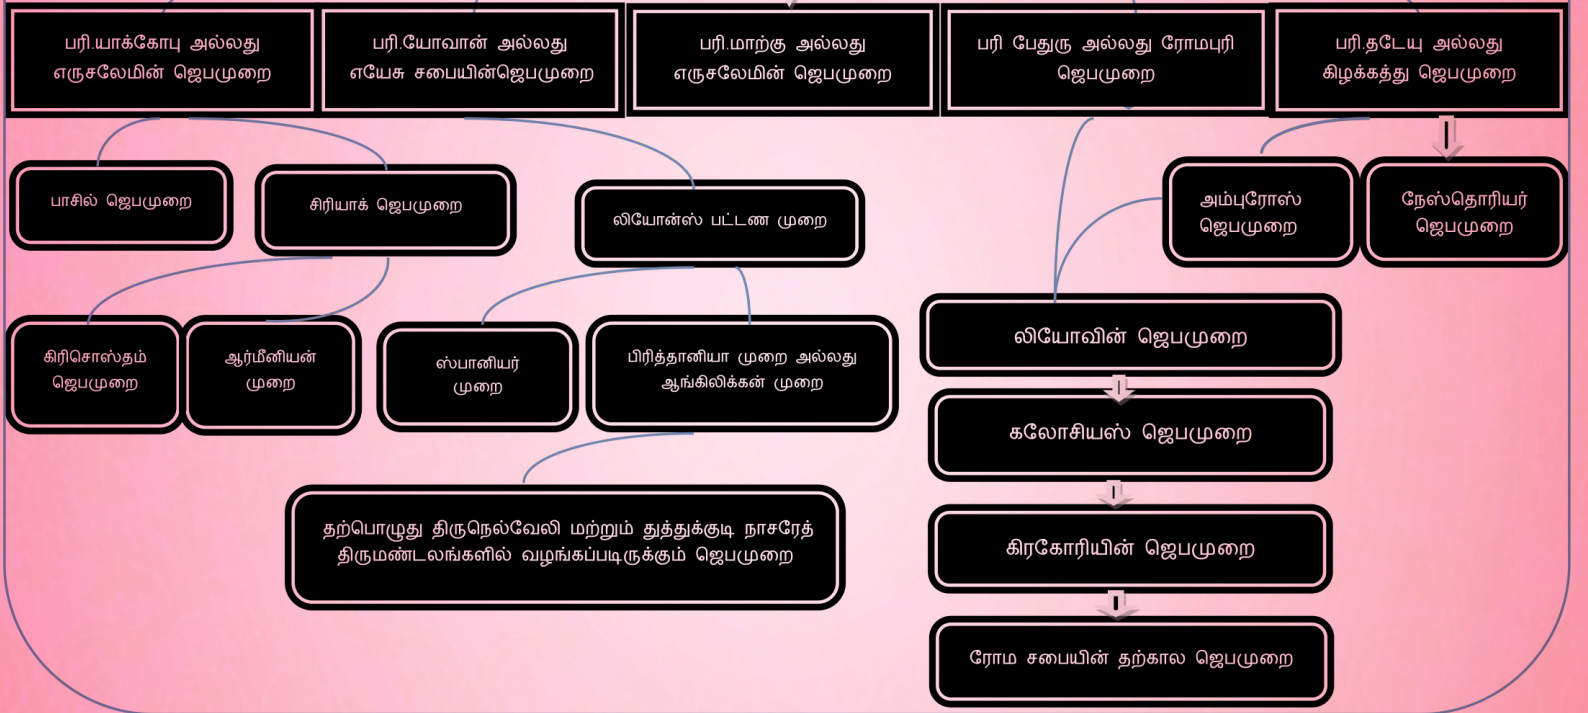 பரி.யாக்கோபு அல்லது
எருசலேமின் ஜெபமுறை
பரி.யோவான் அல்லது
எயேசு சபையின்ஜெபமுறை
பரி.மாற்கு அல்லது
எருசலேமின் ஜெபமுறை
பரி பேதுரு அல்லது ரோமபுரி
ஜெபமுறை
பரி.தடேயு அல்லது
கிழக்கத்து ஜெபமுறை
பாசில் ஜெபமுறை
சிரியாக் ஜெபமுறை
லியோன்ஸ் பட்டண முறை
அம்புரோஸ்
ஜெபமுறை
நேஸ்தொரியர்
ஜெபமுறை
கிரிசொஸ்தம்
ஜெபமுறை
ஆர்மீனியன்
முறை
ஸ்பானியர்
முறை
பிரித்தானியா முறை அல்லது
ஆங்கிலிக்கன் முறை
லியோவின் ஜெபமுறை
கலோசியஸ் ஜெபமுறை
தற்பொழுது திருநெல்வேலி மற்றும் துத்துக்குடி நாசரேத்
திருமண்டலங்களில் வழங்கப்படிருக்கும் ஜெபமுறை
கிரகோரியின் ஜெபமுறை
ரோம சபையின் தற்கால ஜெபமுறை